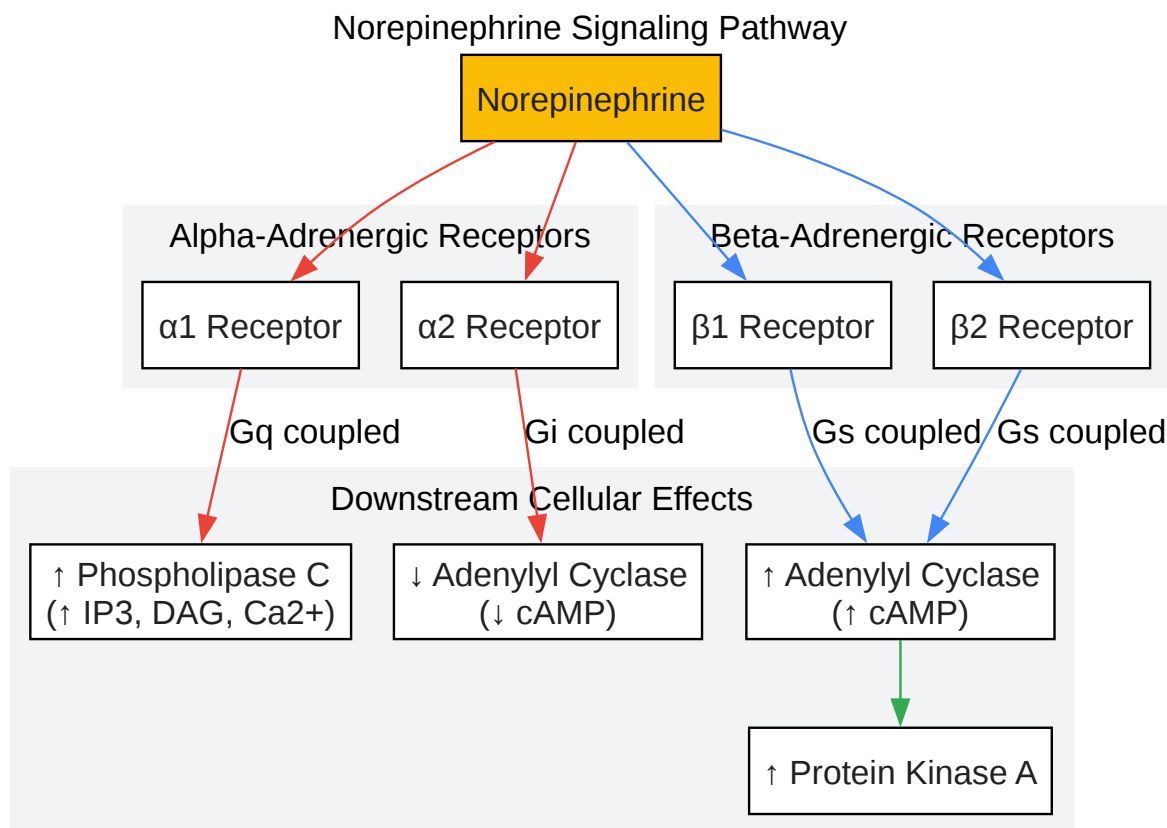 Norepinephrine Signaling Pathway
Norepinephrine
Alpha-Adrenergic Receptors
Beta-Adrenergic Receptors
α1 Receptor
α2 Receptor
β1 Receptor
β2 Receptor
Gq coupled
Gi coupled
Gs coupled
Gs coupled
Downstream Cellular Effects
↑ Phospholipase C
(↑ IP3, DAG, Ca2+)
↓ Adenylyl Cyclase
(↓ cAMP)
↑ Adenylyl Cyclase
(↑ cAMP)
↑ Protein Kinase A